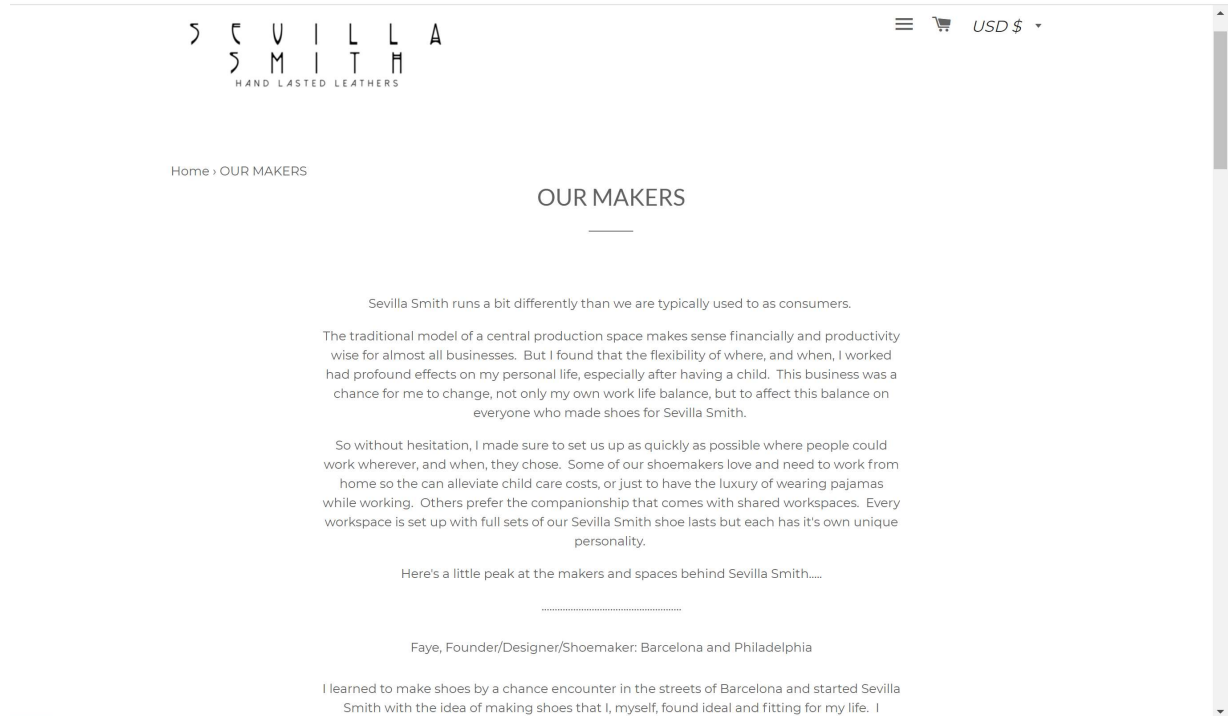 SEVILLA
SMITH
HAND LASTED LEATHERS
USD $
Home › OUR MAKERS
OUR MAKERS
Sevilla Smith runs a bit differently than we are typically used to as consumers.
The traditional model of a central production space makes sense financially and productivity
wise for almost all businesses.  But I found that the flexibility of where, and when, I worked
had profound effects on my personal life, especially after having a child.  This business was a
chance for me to change, not only my own work life balance, but to affect this balance on
everyone who made shoes for Sevilla Smith.
So without hesitation, I made sure to set us up as quickly as possible where people could
work wherever, and when, they chose.  Some of our shoemakers love and need to work from
home so the can alleviate child care costs, or just to have the luxury of wearing pajamas
while working.  Others prefer the companionship that comes with shared workspaces.  Every
workspace is set up with full sets of our Sevilla Smith shoe lasts but each has it's own unique
personality.
Here's a little peak at the makers and spaces behind Sevilla Smith.....
.....................................................
Faye, Founder/Designer/Shoemaker: Barcelona and Philadelphia
I learned to make shoes by a chance encounter in the streets of Barcelona and started Sevilla
Smith with the idea of making shoes that I, myself, found ideal and fitting for my life.  I